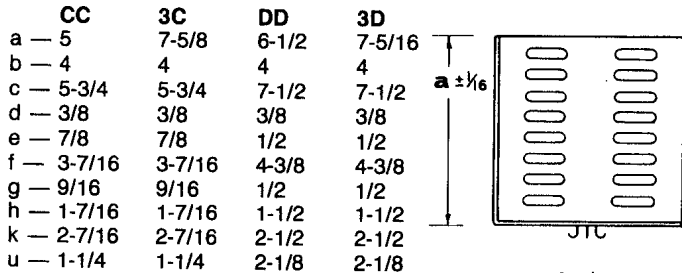 CC 3C DD 3D
a — 5 7-5/8 6-1/2 7-5/16
b — 4 4 4 4
c — 5-3/4 5-3/4 7-1/2 7-1/2
d — 3/8 3/8 3/8 3/8
e — 7/8 7/8 1/2 1/2
f — 3-7/16 3-7/16 4-3/8 4-3/8
g — 9/16 9/16 1/2 1/2
h — 1-7/16 1-7/16 1-1/2 1-1/2
k — 2-7/16 2-7/16 2-1/2 2-1/2
u — 1-1/4 1-1/4 2-1/8 2-1/8
a ±1/16